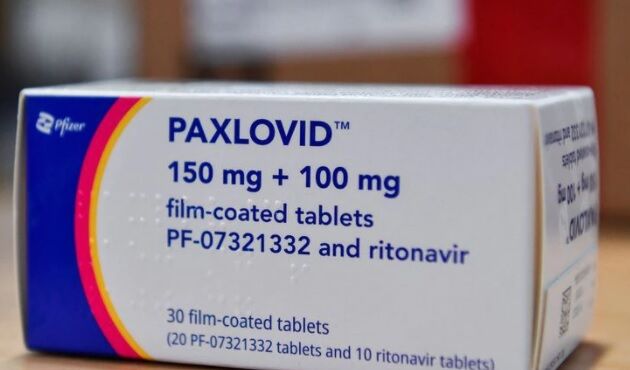 Pfizer
PAXLOVID™
150 mg + 100 mg
film-coated tablets
PF-07321332 and ritonavir
30 film-coated tablets
(20 PF-07321332 tablets and 10 ritonavir tablets)